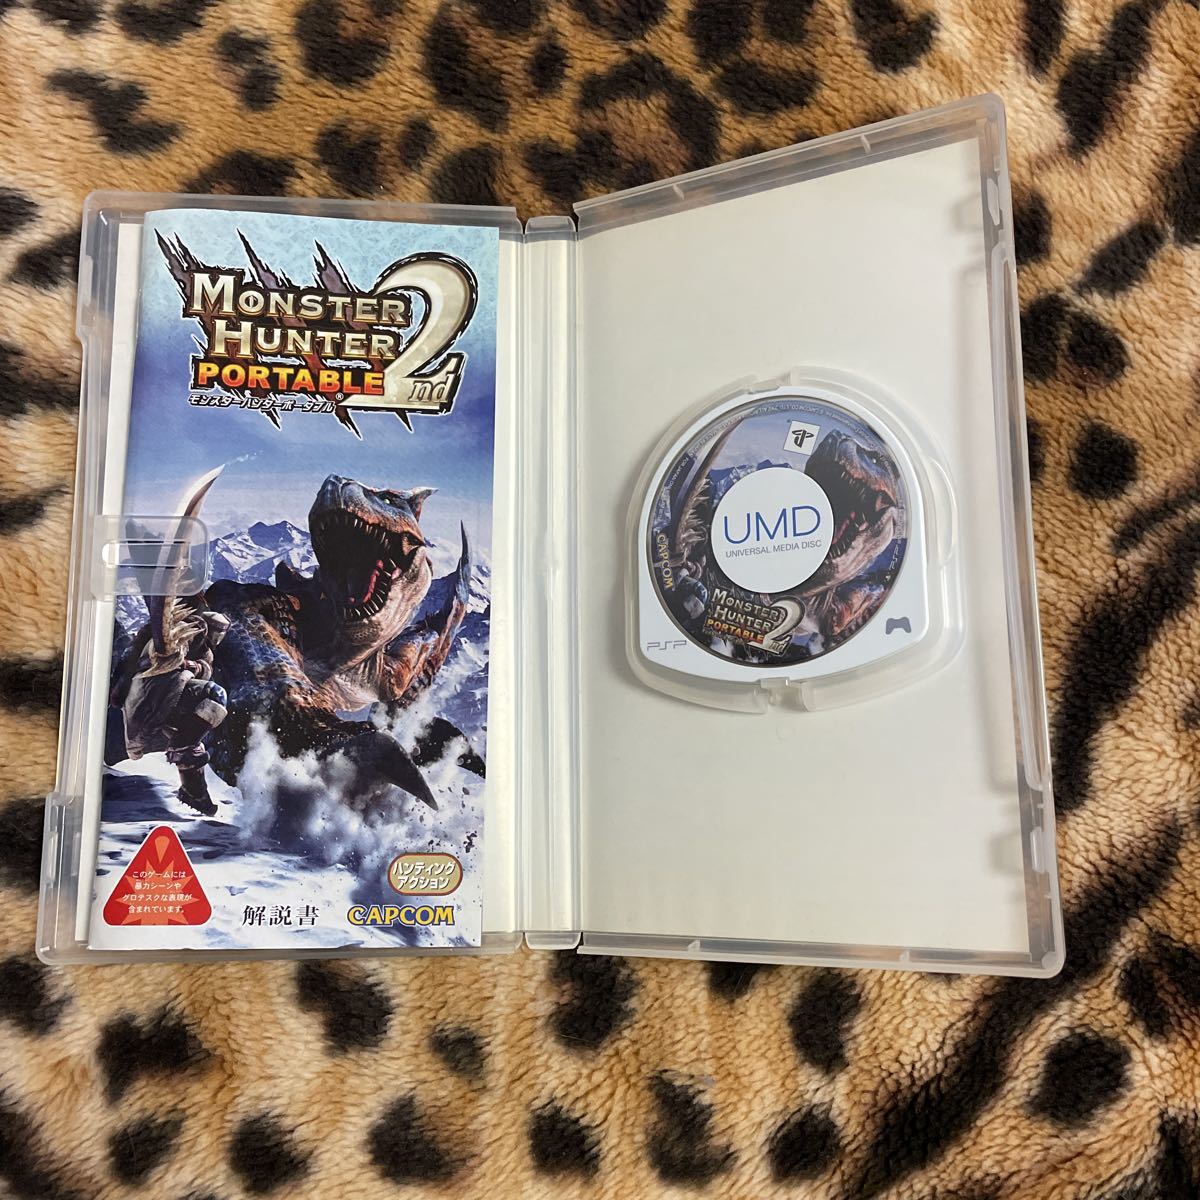 MONSTER
HUNTER
PORTABLE®
2nd
モンスターハンターポータブル
このゲームには
暴力シーンや
グロテスクな表現が
含まれています。
解説書
ハンティング
アクション
CAPCOM
UMD
UNIVERSAL MEDIA DISC
CAPCOM
PSP
MONSTER
HUNTER
PORTABLE
2nd
PSP